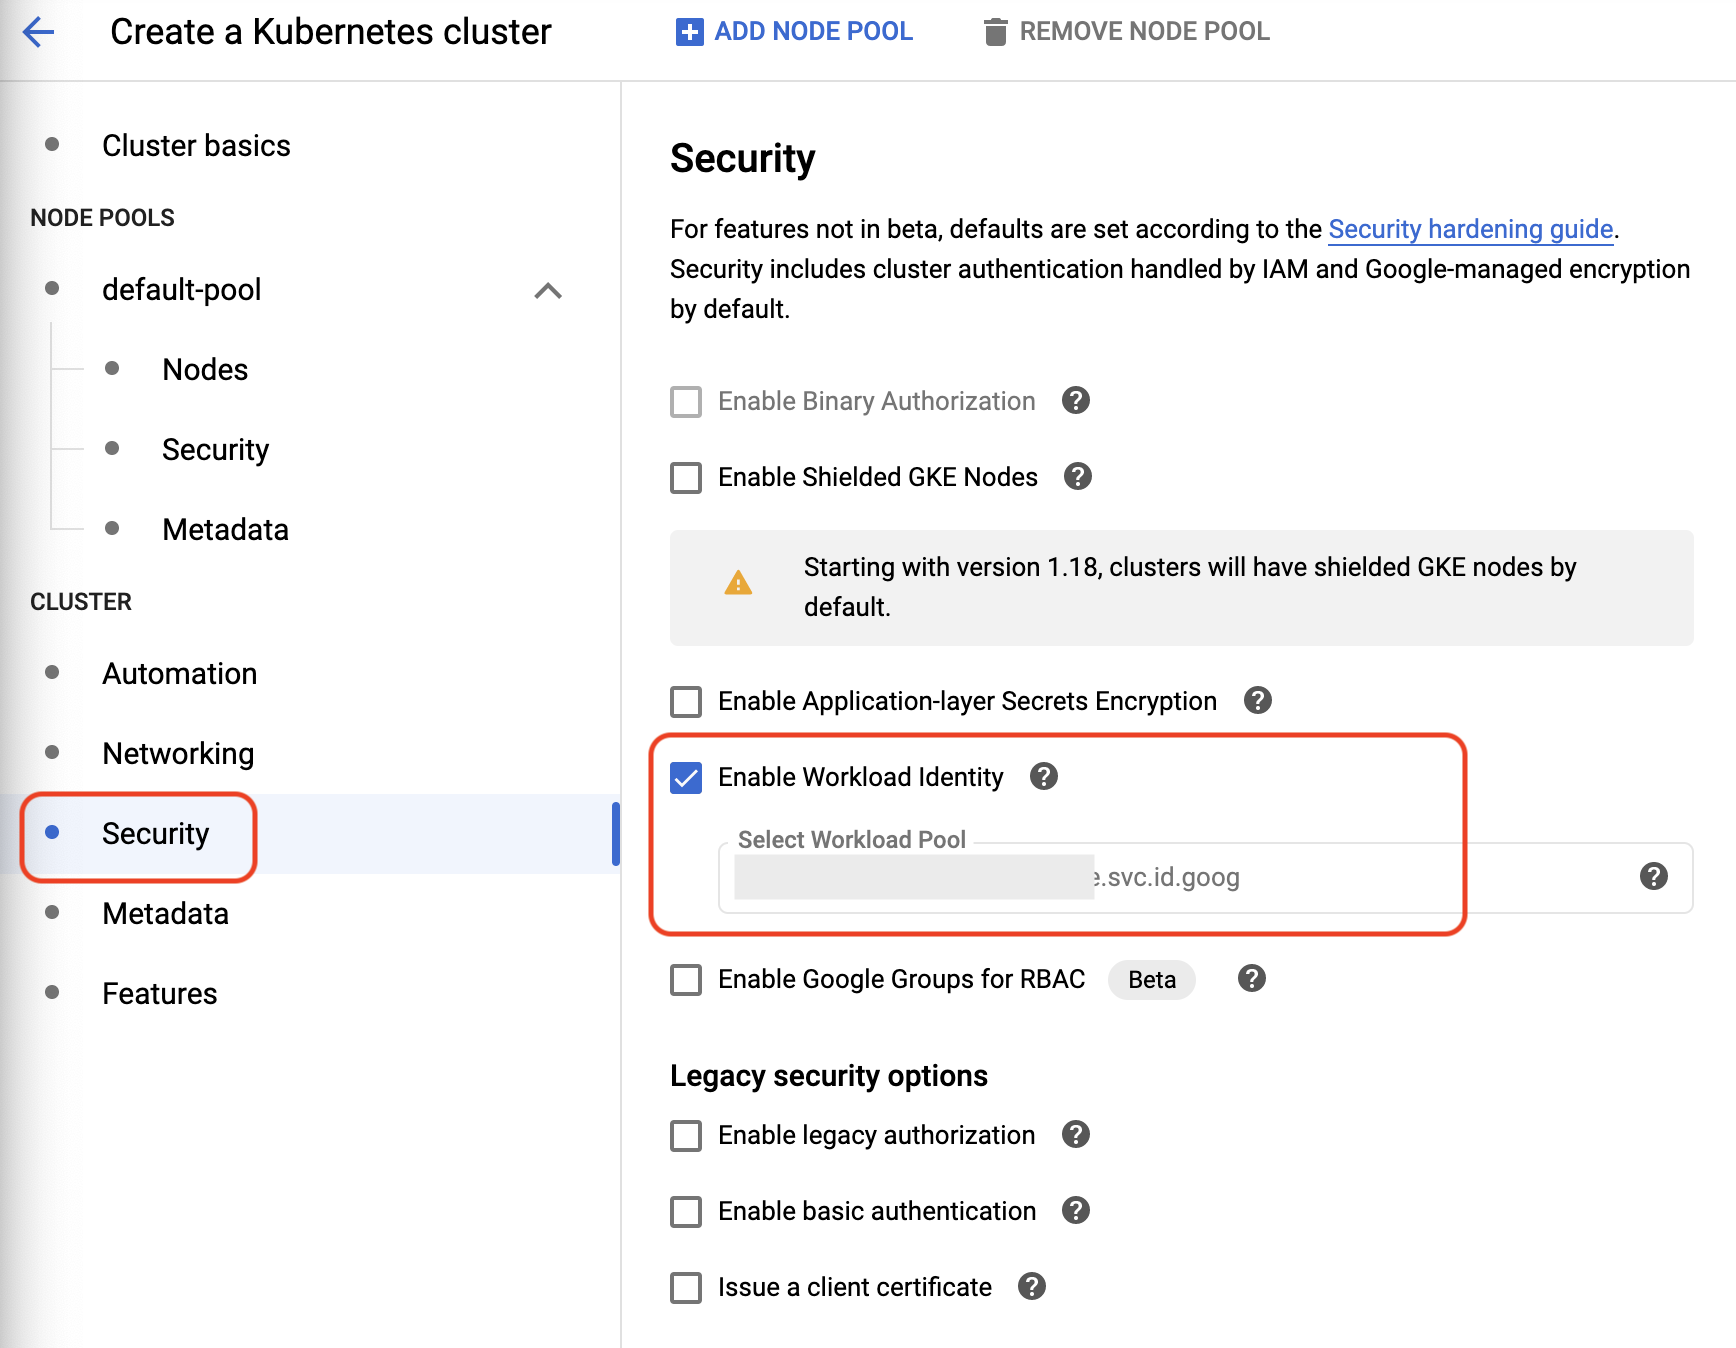 Create a Kubernetes cluster
ADD NODE POOL
REMOVE NODE POOL
Cluster basics
NODE POOLS
default-pool
Nodes
Security
Metadata
CLUSTER
Automation
Networking
Security
Metadata
Features
Security
For features not in beta, defaults are set according to the Security hardening guide.
Security includes cluster authentication handled by IAM and Google-managed encryption
by default.
Enable Binary Authorization
Enable Shielded GKE Nodes
Starting with version 1.18, clusters will have shielded GKE nodes by
default.
Enable Application-layer Secrets Encryption
Enable Workload Identity
Select Workload Pool
e.svc.id.goog
Enable Google Groups for RBAC Beta
Legacy security options
Enable legacy authorization
Enable basic authentication
Issue a client certificate